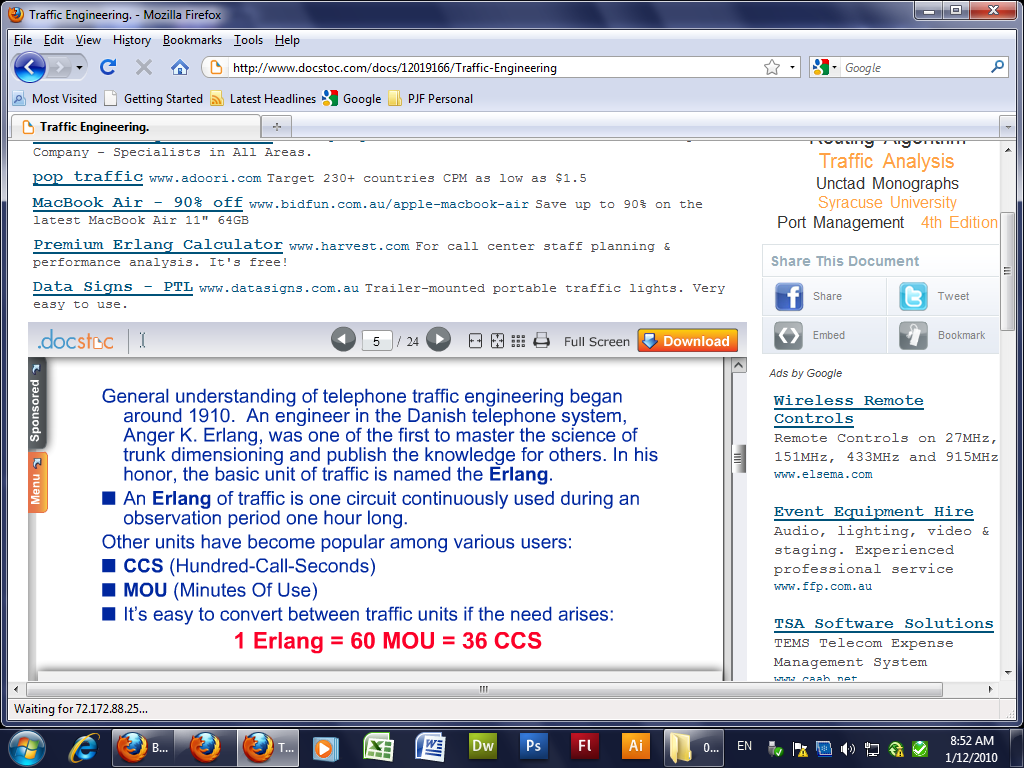 Traffic Engineering. - Mozilla Firefox
File Edit View History Bookmarks Tools Help
http://www.docstoc.com/docs/12019166/Traffic-Engineering
Google
Most Visited Getting Started Latest Headlines Google PJF Personal
Traffic Engineering.
Company - Specialists in All Areas.
pop traffic www.adoori.com Target 230+ countries CPM as low as $1.5
MacBook Air - 90% off www.bidfun.com.au/apple-macbook-air Save up to 90% on the
latest MacBook Air 11" 64GB
Premium Erlang Calculator www.harvest.com For call center staff planning &
performance analysis. It's free!
Data Signs - PTL www.datasigns.com.au Trailer-mounted portable traffic lights. Very
easy to use.
.docstoc 5 / 24 Full Screen Download
Sponsored
Menu
General understanding of telephone traffic engineering began
around 1910. An engineer in the Danish telephone system,
Anger K. Erlang, was one of the first to master the science of
trunk dimensioning and publish the knowledge for others. In his
honor, the basic unit of traffic is named the Erlang.
An Erlang of traffic is one circuit continuously used during an
observation period one hour long.
Other units have become popular among various users:
CCS (Hundred-Call-Seconds)
MOU (Minutes Of Use)
It's easy to convert between traffic units if the need arises:
1 Erlang = 60 MOU = 36 CCS
Routing Algorithm
Traffic Analysis
Unctad Monographs
Syracuse University
Port Management 4th Edition
Share This Document
Share Tweet
Embed Bookmark
Ads by Google
Wireless Remote
Controls
Remote Controls on 27MHz,
151MHz, 433MHz and 915MHz
www.elsema.com
Event Equipment Hire
Audio, lighting, video &
staging. Experienced
professional service
www.ffp.com.au
TSA Software Solutions
TEMS Telecom Expense
Management System
www.caab.net
Waiting for 72.172.88.25...
B... T... Dw Ps Fl Ai 0... EN
8:52 AM
1/12/2010